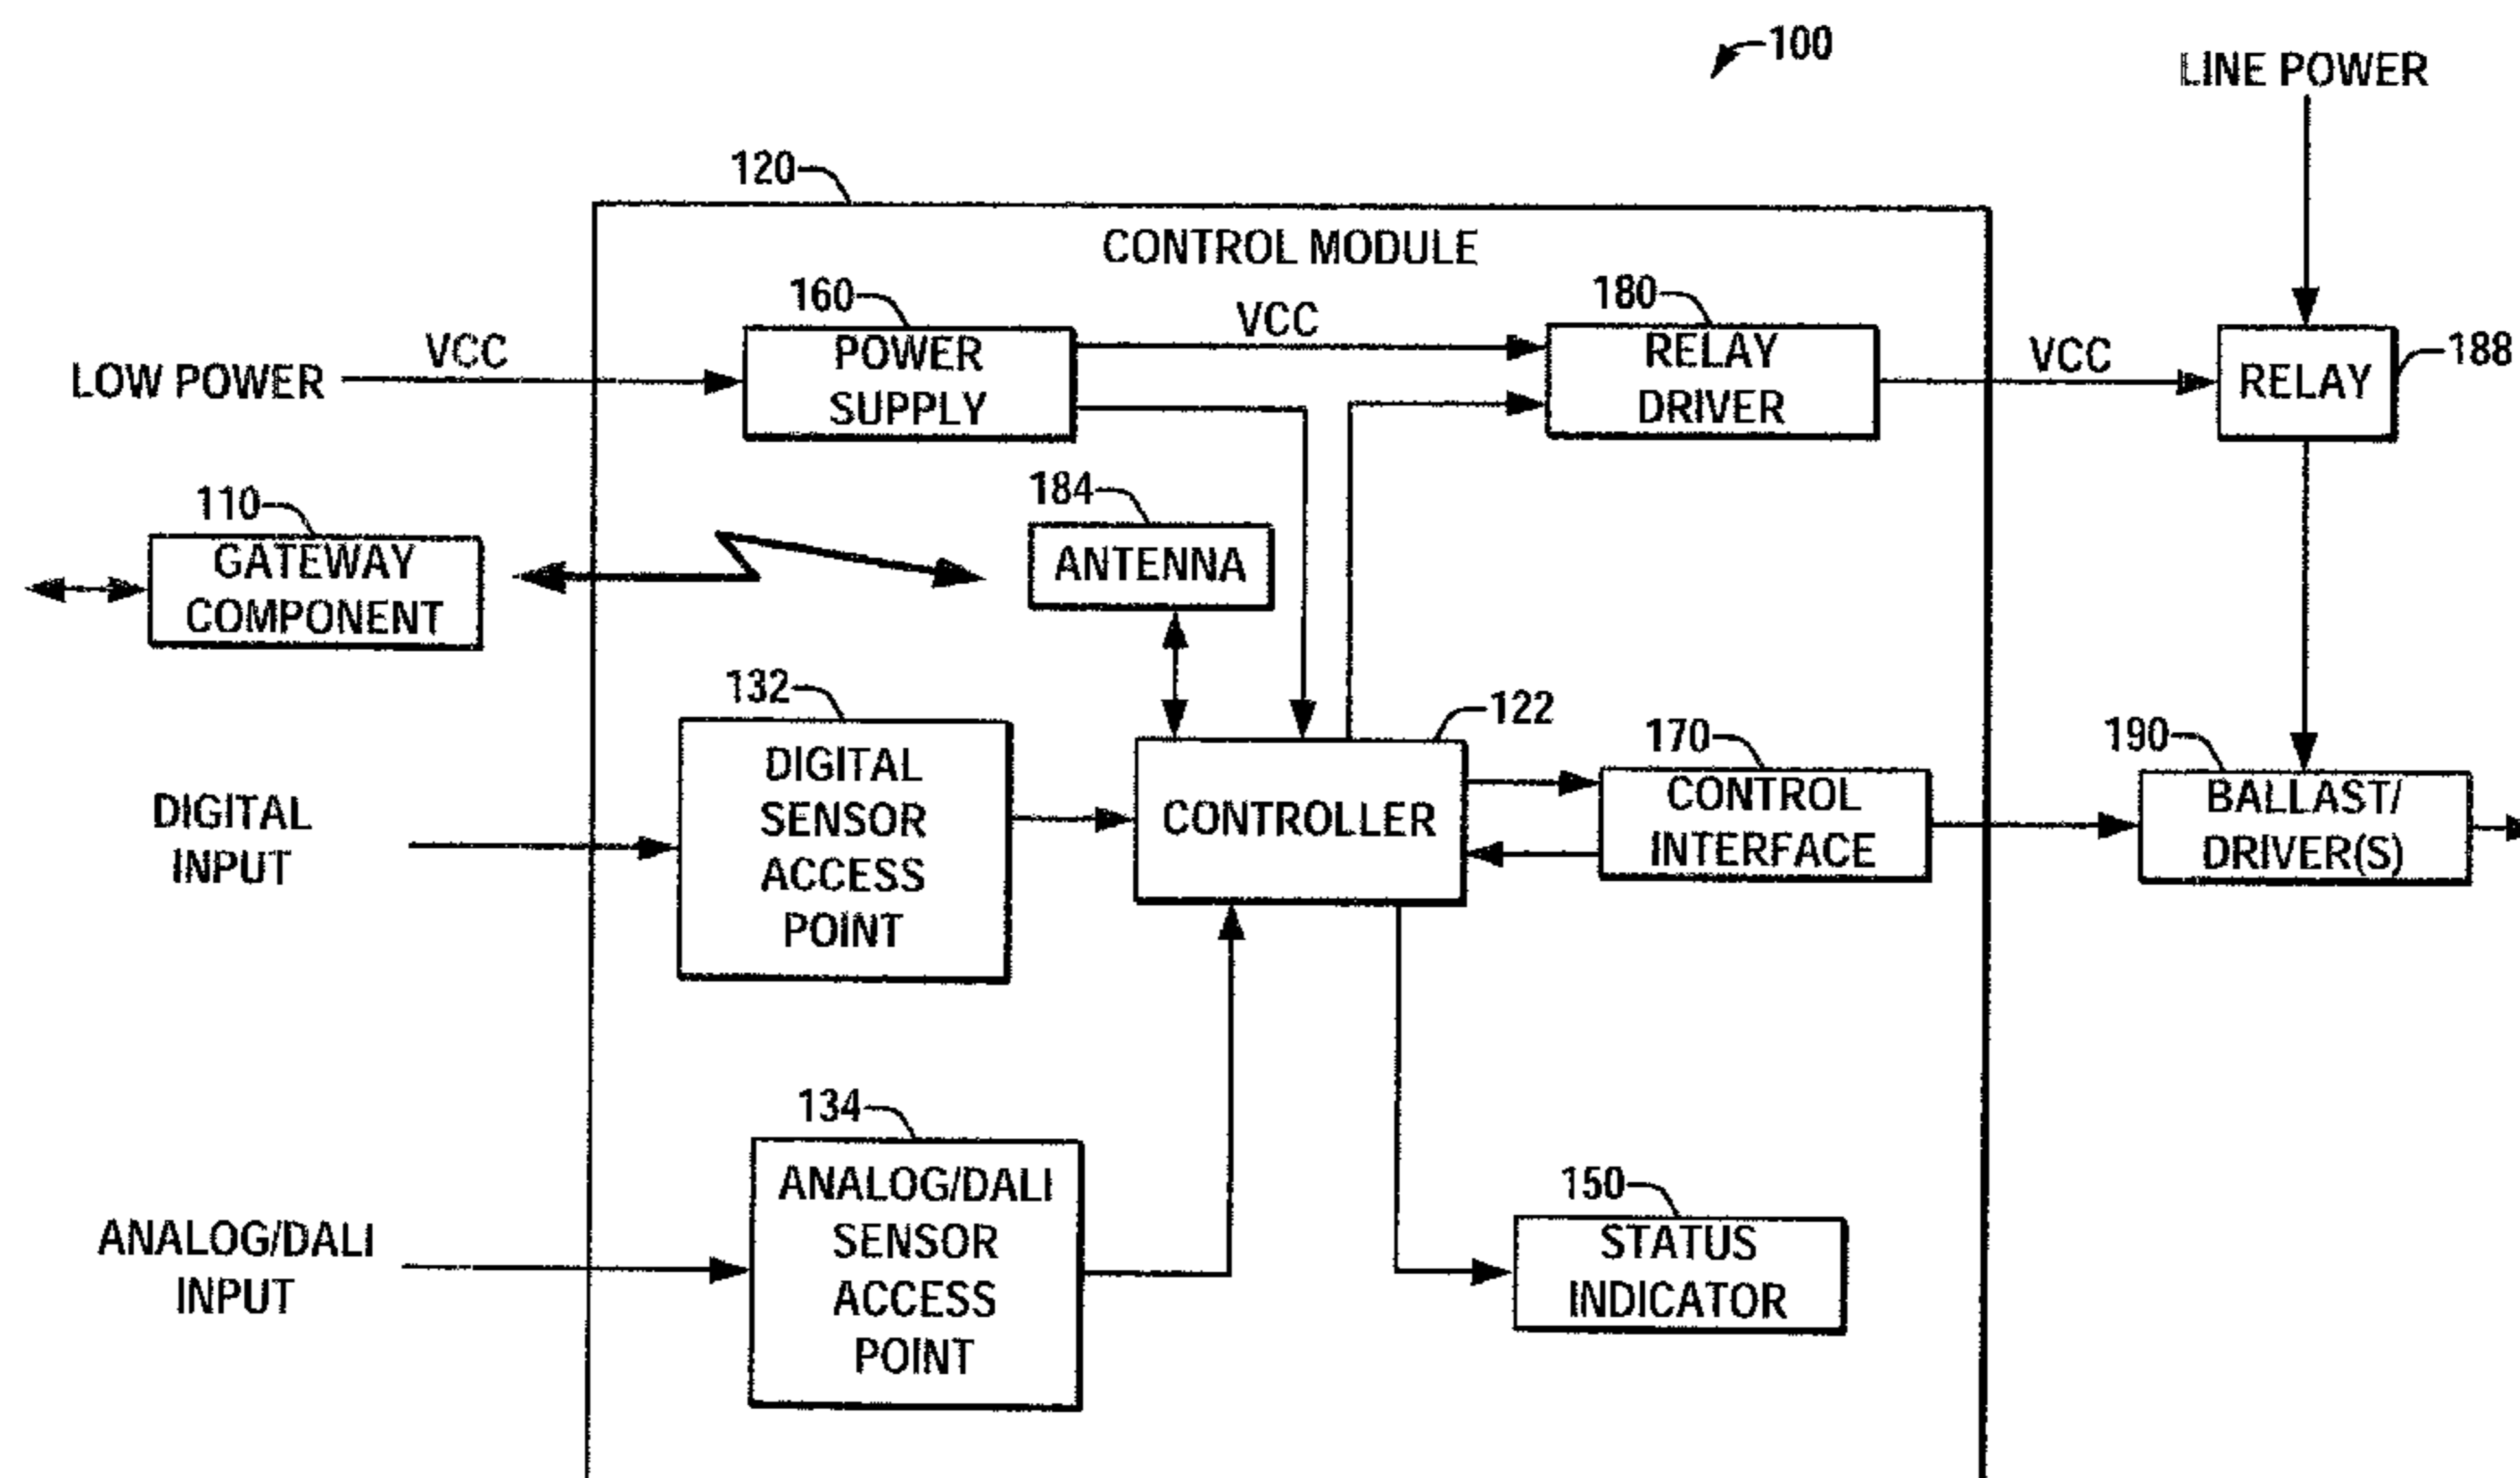 100
LINE POWER
120
CONTROL MODULE
160
VCC
180
188
LOW POWER
VCC
POWER
SUPPLY
RELAY
DRIVER
VCC
RELAY
110
184
GATEWAY
COMPONENT
ANTENNA
132
122
170
190
DIGITAL
INPUT
DIGITAL
SENSOR
ACCESS
POINT
CONTROLLER
CONTROL
INTERFACE
BALLAST/
DRIVER(S)
134
150
ANALOG/DALI
INPUT
ANALOG/DALI
SENSOR
ACCESS
POINT
STATUS
INDICATOR